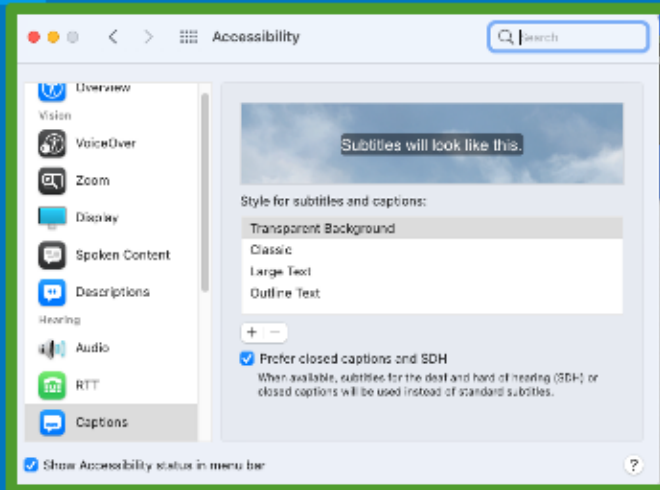 Accessibility
Search
Overview
Vision
VoiceOver
Zoom
Display
Spoken Content
Descriptions
Hearing
Audio
RTT
Captions
Subtitles will look like this.
Style for subtitles and captions:
Transparent Background
Classic
Large Text
Outline Text
+ −
Prefer closed captions and SDH
When available, subtitles for the deaf and hard of hearing (SDH) or
closed captions will be used instead of standard subtitles.
Show Accessibility status in menu bar
?